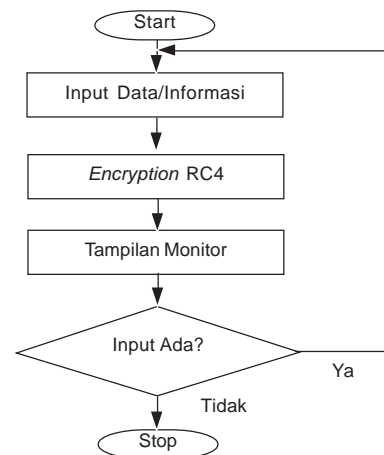 Start
Input Data/Informasi
Encryption RC4
Tampilan Monitor
Input Ada?
Ya
Tidak
Stop